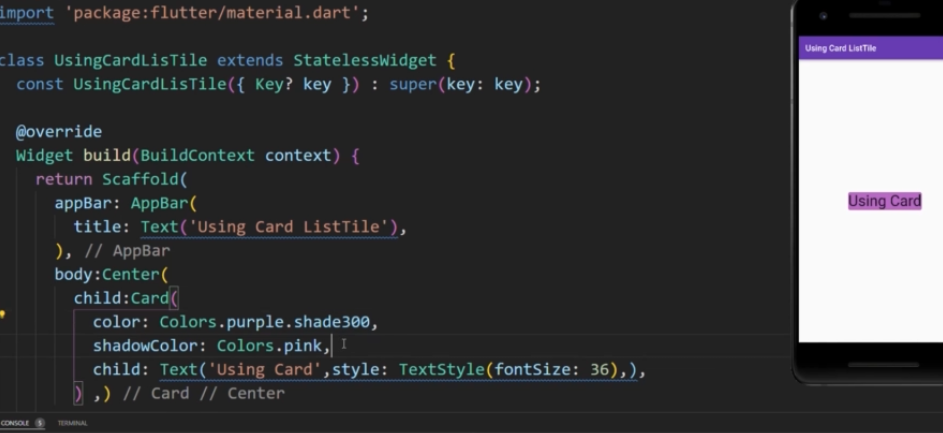 import 'package:flutter/material.dart';
class UsingCardLisTile extends StatelessWidget {
const UsingCardLisTile({ Key? key }) : super(key: key);
@override
Widget build(BuildContext context) {
return Scaffold(
appBar: AppBar(
title: Text('Using Card ListTile'),
), // AppBar
body:Center(
child:Card(
color: Colors.purple.shade300,
shadowColor: Colors.pink,
child: Text('Using Card',style: TextStyle(fontSize: 36),),
) ,) // Card // Center
CONSOLE 5 TERMINAL
Using Card ListTile
Using Card